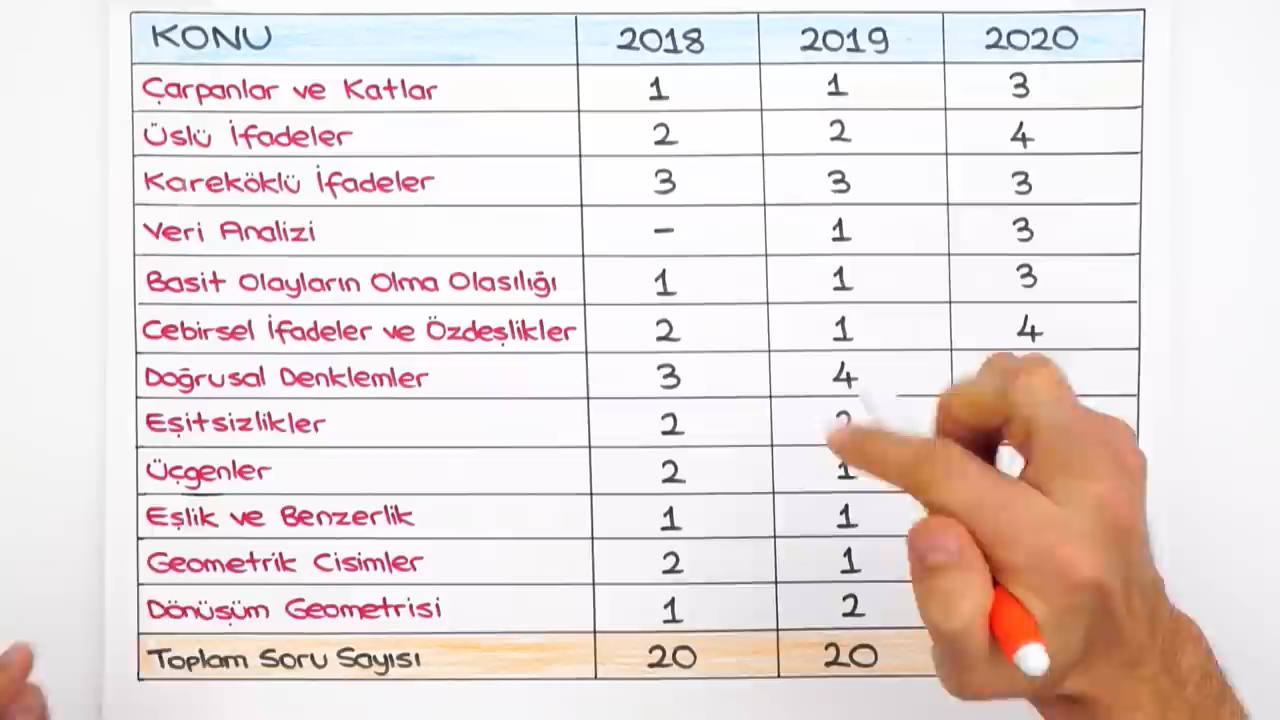 KONU 2018 2019 2020
Çarpanlar ve Katlar 1 1 3
Üslü İfadeler 2 2 4
Kareköklü İfadeler 3 3 3
Veri Analizi - 1 3
Basit Olayların Olma Olasılığı 1 1 3
Cebirsel İfadeler ve Özdeşlikler 2 1 4
Doğrusal Denklemler 3 4
Eşitsizlikler 2
Üçgenler 2 1
Eşlik ve Benzerlik 1 1
Geometrik Cisimler 2 1
Dönüşüm Geometrisi 1 2
Toplam Soru Sayısı 20 20